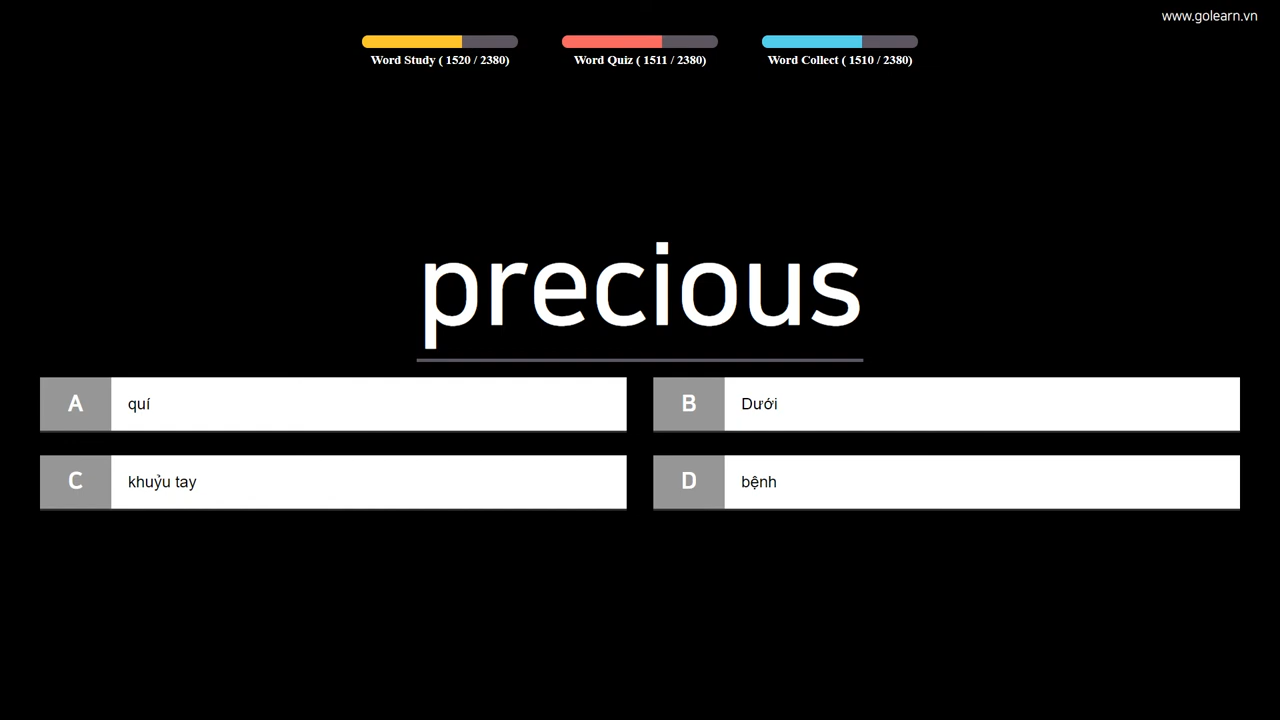 www.golearn.vn
Word Study ( 1520 / 2380)
Word Quiz ( 1511 / 2380)
Word Collect ( 1510 / 2380)
precious
A quí
B Dưới
C khuỷu tay
D bệnh